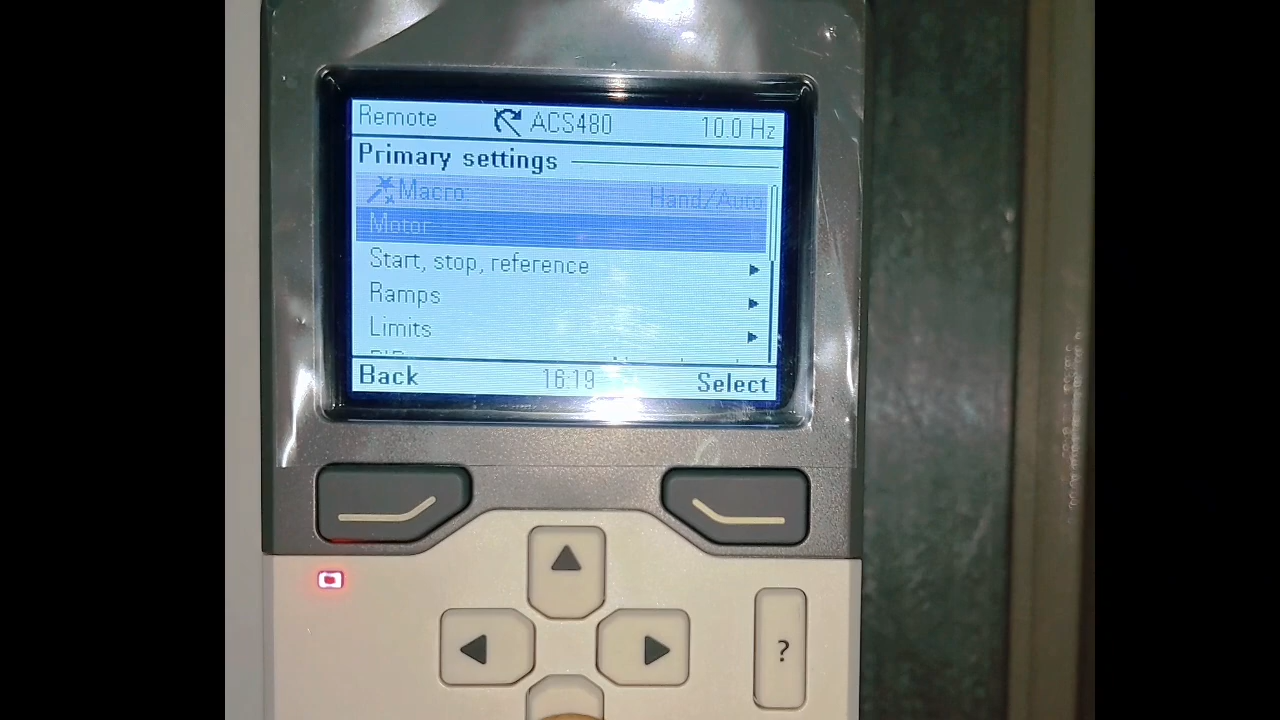 Remote ACS480 10.0 Hz
Primary settings
Macro: Hand/Auto
Motor
Start, stop, reference
Ramps
Limits
Back 16:19 Select
?